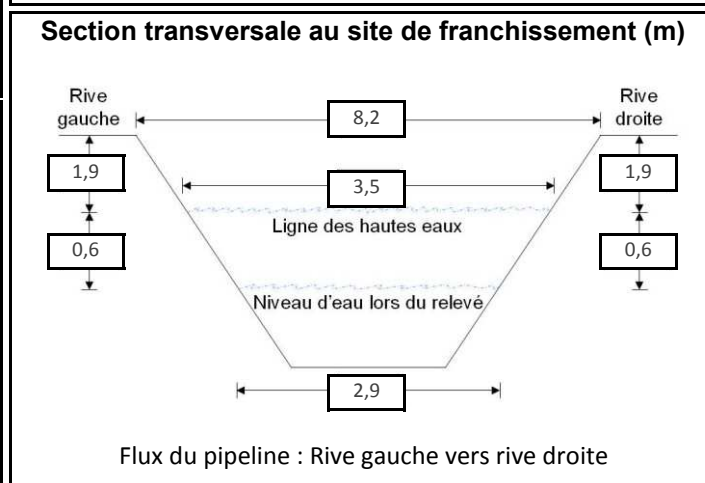 Section transversale au site de franchissement (m)
Rive
gauche
8,2
Rive
droite
1,9
3,5
1,9
Ligne des hautes eaux
0,6
0,6
Niveau d'eau lors du relevé
2,9
Flux du pipeline : Rive gauche vers rive droite